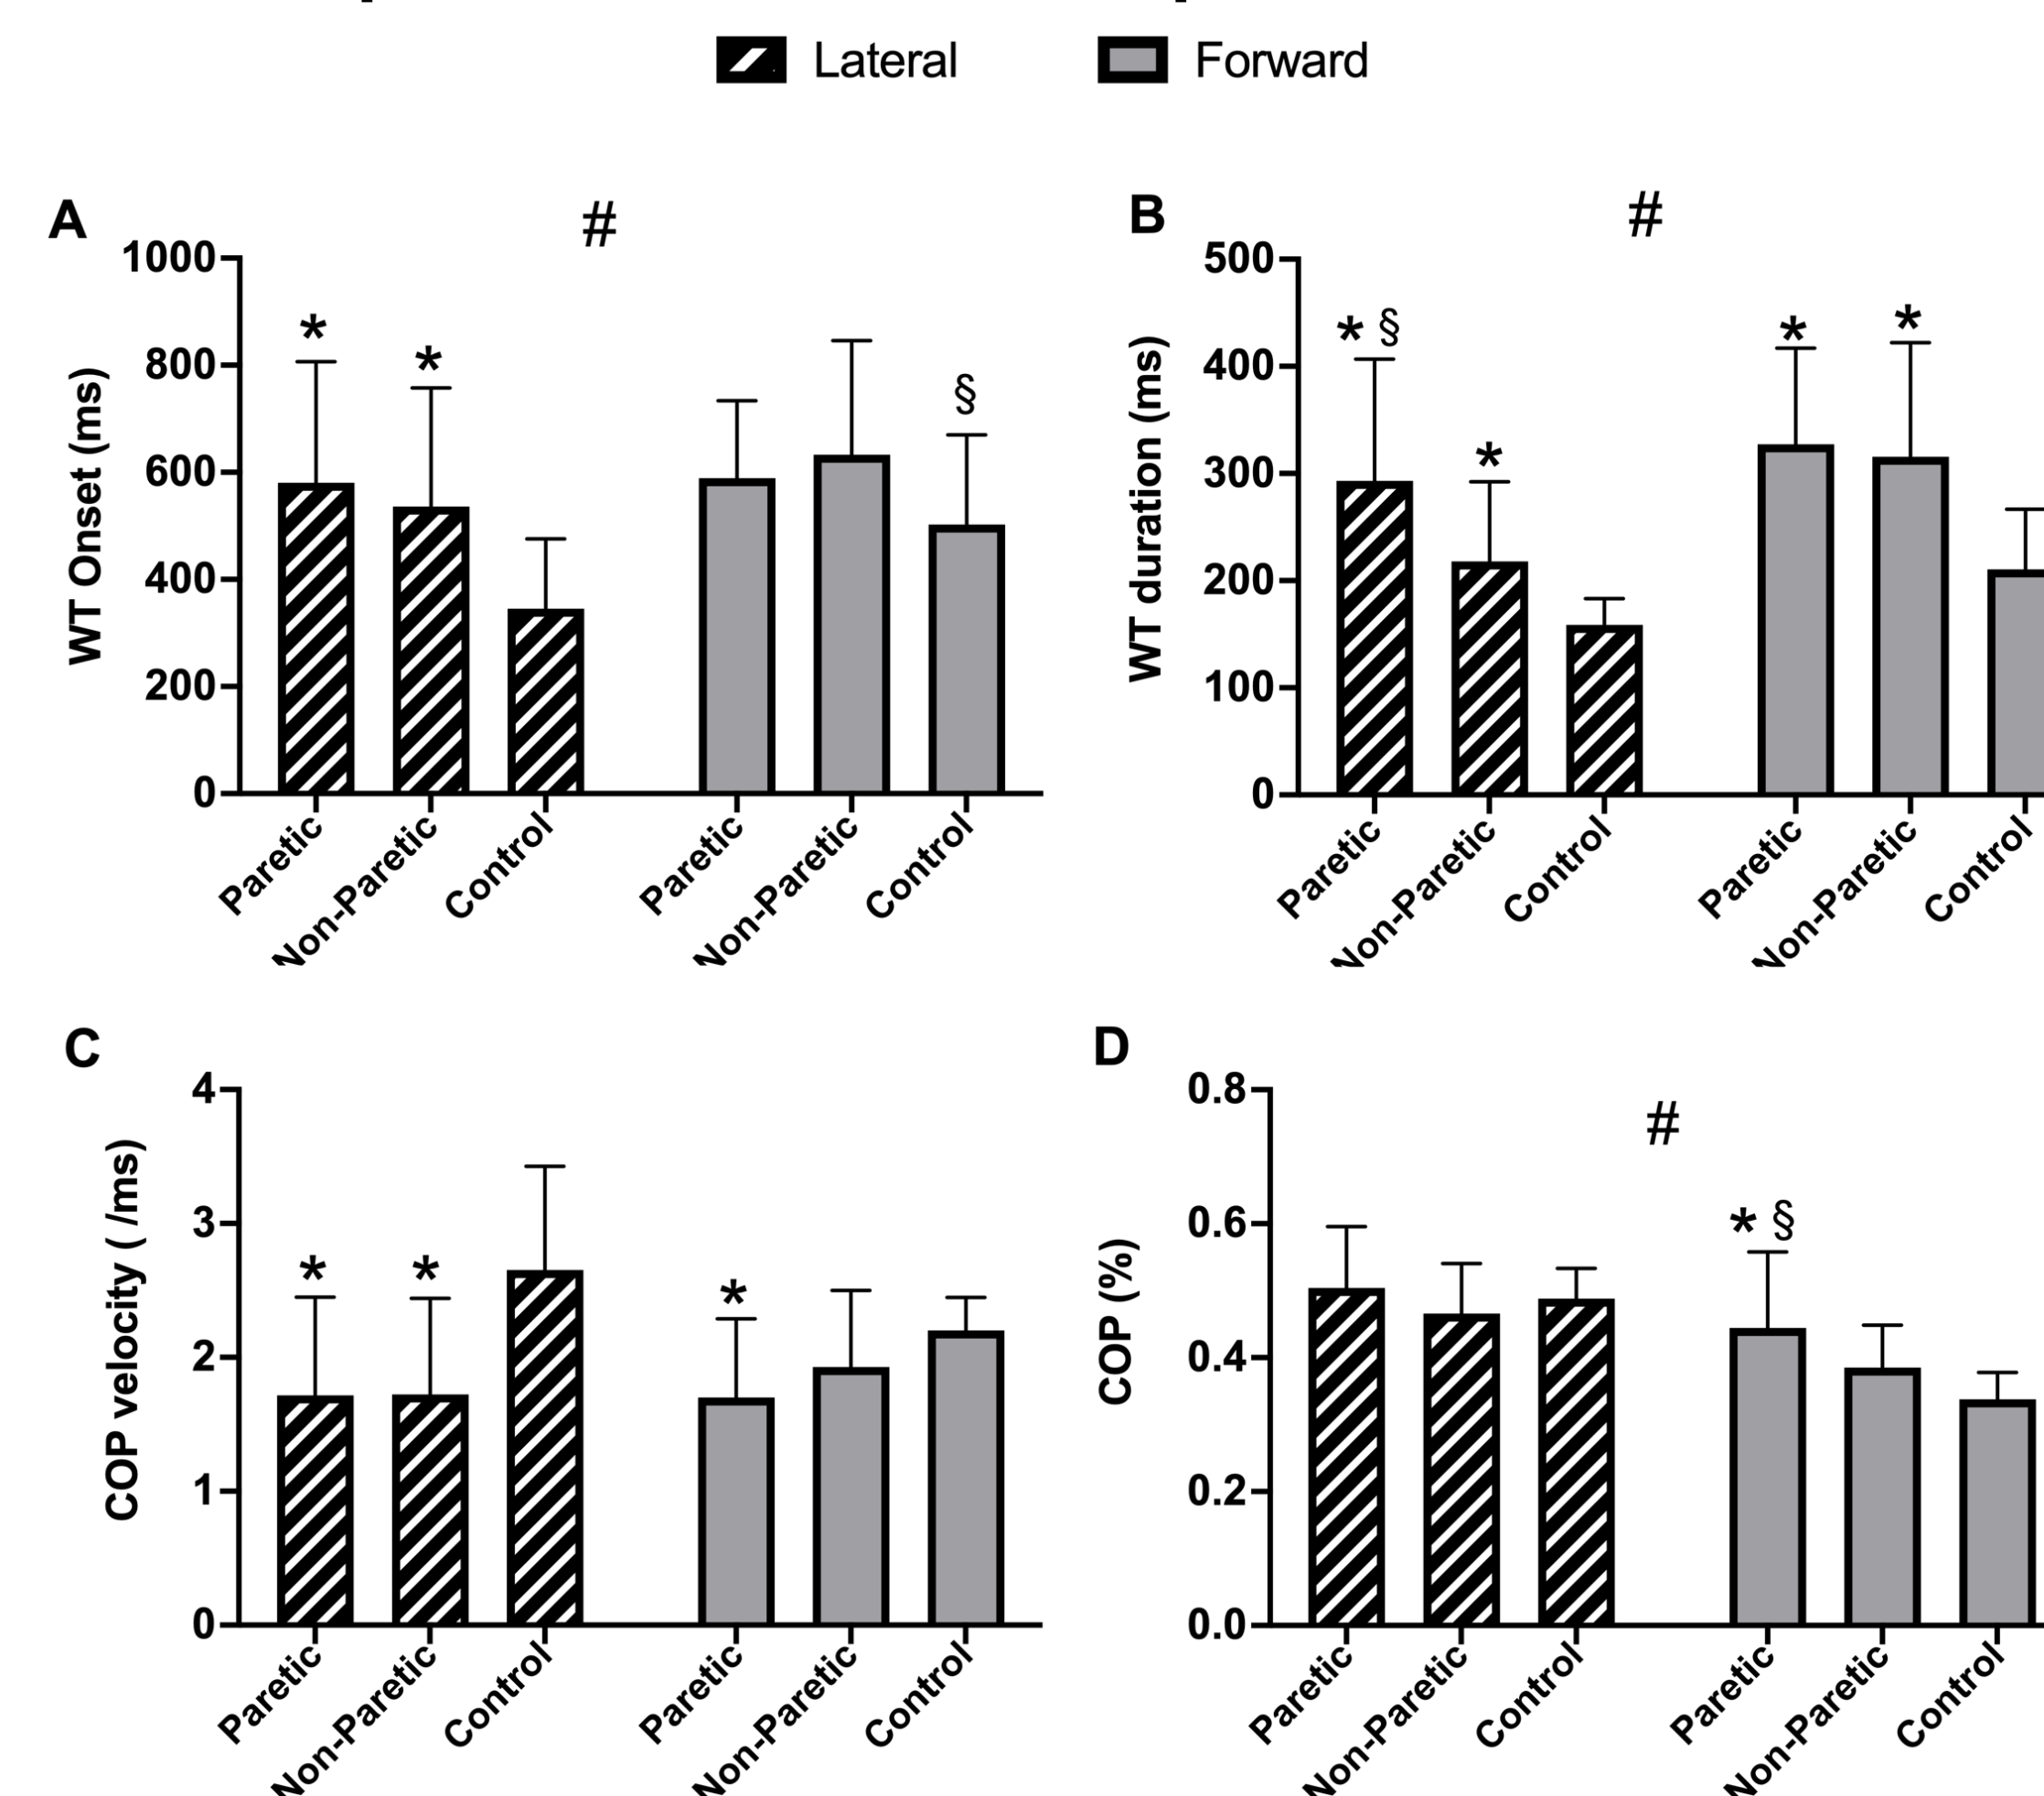 Lateral Forward
A
#
WT Onset (ms)
1000
800
600
400
200
0
*
*
§
Paretic
Non-Paretic
Control
Paretic
Non-Paretic
Control
B
#
WT duration (ms)
500
400
300
200
100
0
* §
*
*
*
Paretic
Non-Paretic
Control
Paretic
Non-Paretic
Control
C
COP velocity ( /ms)
4
3
2
1
0
*
*
*
Paretic
Non-Paretic
Control
Paretic
Non-Paretic
Control
D
#
COP (%)
0.8
0.6
0.4
0.2
0.0
* §
Paretic
Non-Paretic
Control
Paretic
Non-Paretic
Control